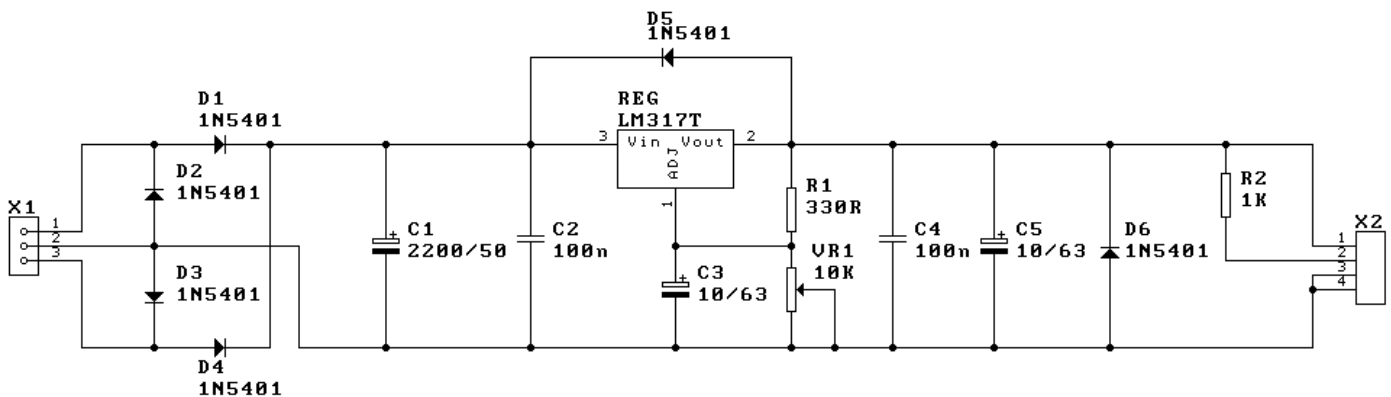 D5
1N5401
D1
1N5401
REG
LM317T
3
Vin Vout
2
ADJ
1
D2
1N5401
R1
330R
R2
1K
X1
1
2
3
C1
2200/50
C2
100n
C4
100n
C5
10/63
D6
1N5401
X2
1
2
3
4
D3
1N5401
C3
10/63
VR1
10K
D4
1N5401
+
+
+